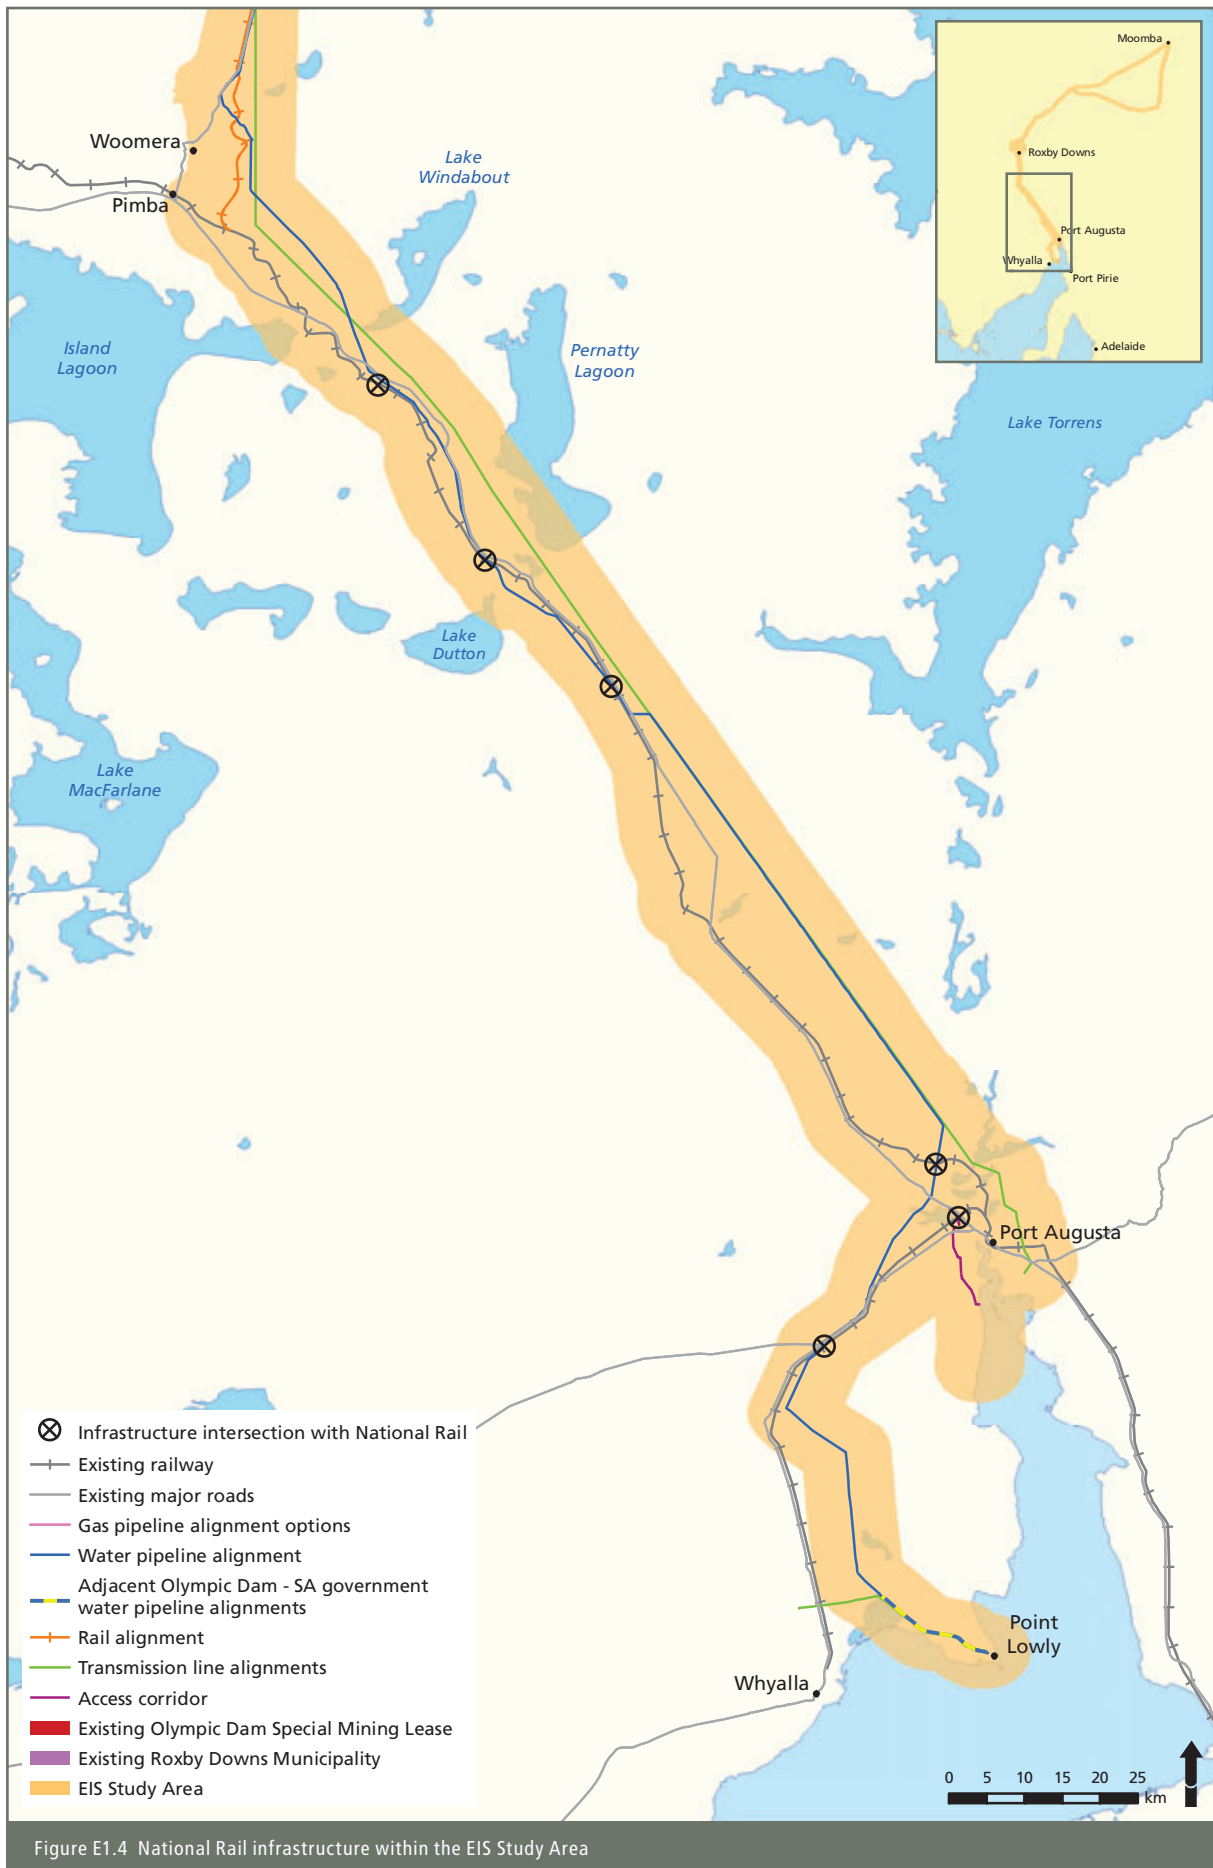 Moomba
Roxby Downs
Port Augusta
Whyalla
Port Pirie
Adelaide
Woomera
Pimba
Lake
Windabout
Island
Lagoon
Pernatty
Lagoon
Lake Torrens
Lake
Dutton
Lake
MacFarlane
Port Augusta
Point
Lowly
Whyalla
Infrastructure intersection with National Rail
Existing railway
Existing major roads
Gas pipeline alignment options
Water pipeline alignment
Adjacent Olympic Dam - SA government
water pipeline alignments
Rail alignment
Transmission line alignments
Access corridor
Existing Olympic Dam Special Mining Lease
Existing Roxby Downs Municipality
EIS Study Area
0 5 10 15 20 25
km
Figure E1.4 National Rail infrastructure within the EIS Study Area